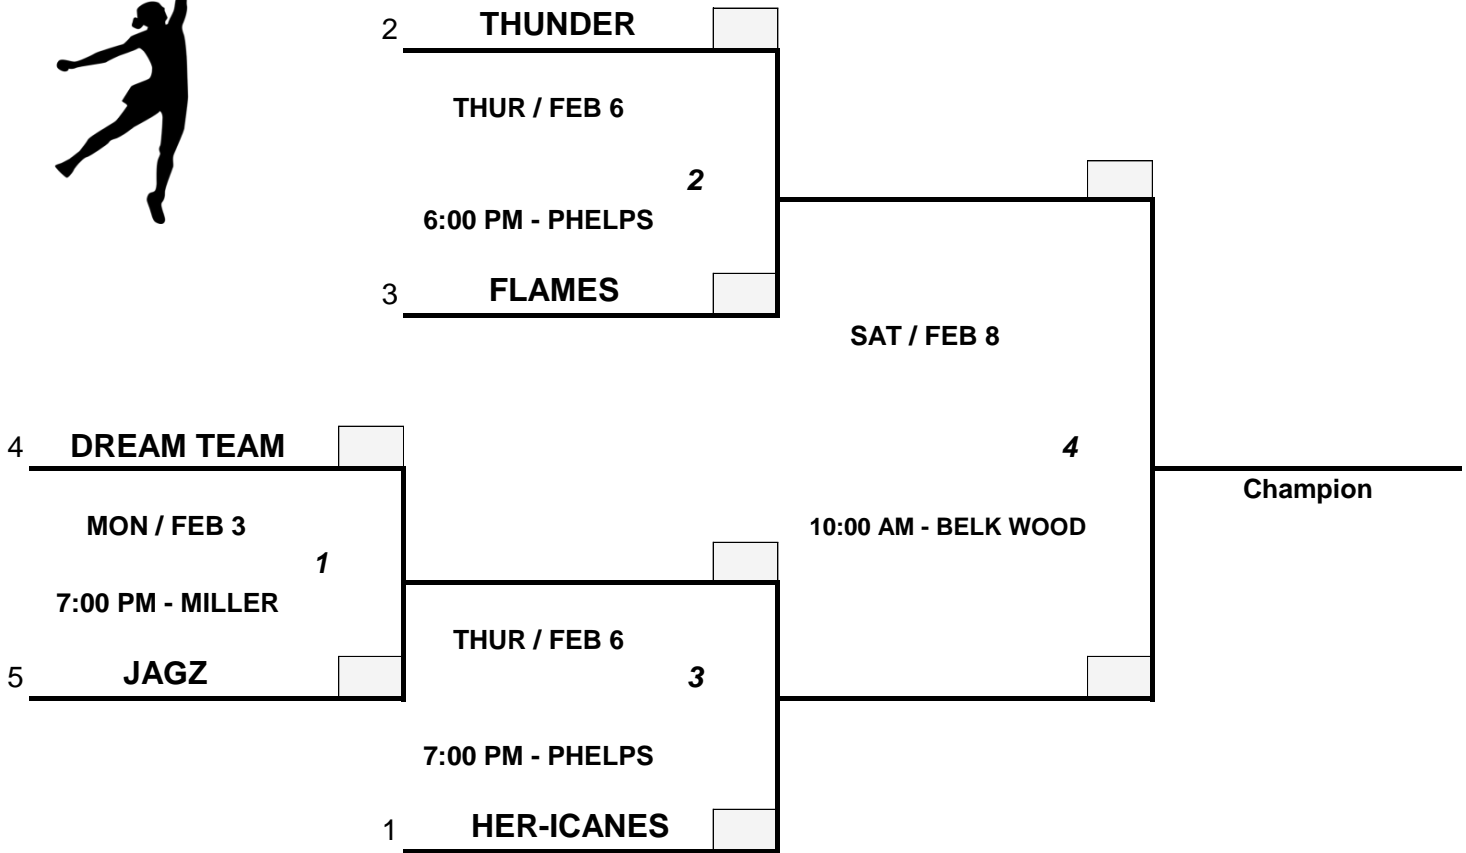 2 THUNDER
THUR / FEB 6
2
6:00 PM - PHELPS
3 FLAMES
SAT / FEB 8
4 DREAM TEAM
4
Champion
MON / FEB 3
10:00 AM - BELK WOOD
1
7:00 PM - MILLER
THUR / FEB 6
5 JAGZ
3
7:00 PM - PHELPS
1 HER-ICANES